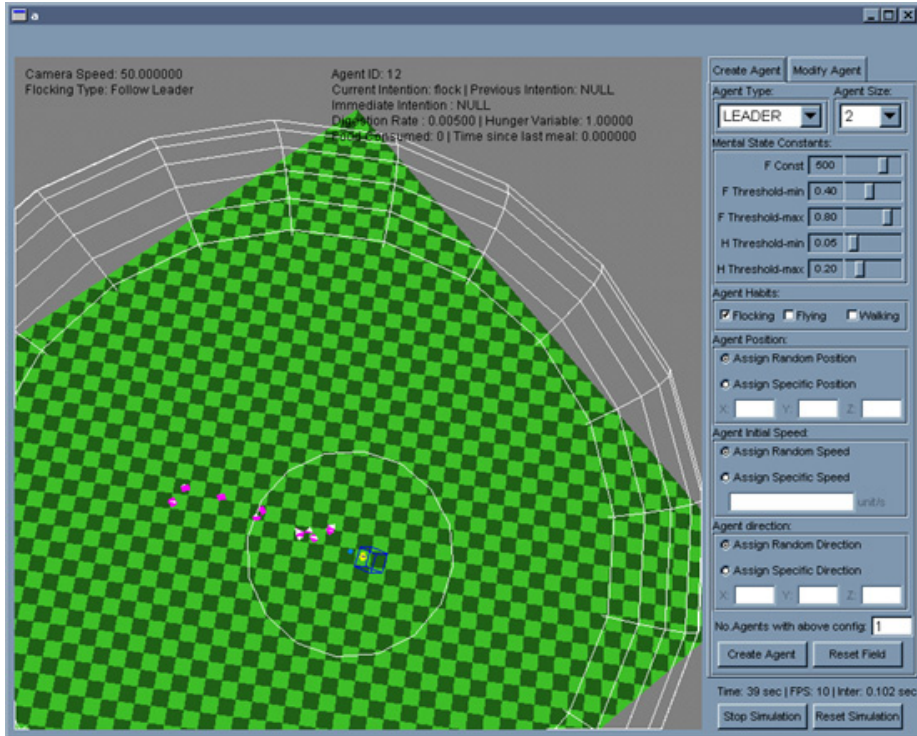 a
Camera Speed: 50.000000
Flocking Type: Follow Leader
Agent ID: 12
Current Intention: flock | Previous Intention: NULL
Immediate Intention : NULL
Digestion Rate : 0.00500 | Hunger Variable: 1.00000
Food Consumed: 0 | Time since last meal: 0.000000
Create Agent Modify Agent
Agent Type: Agent Size:
LEADER 2
Mental State Constants:
F Const 500
F Threshold-min 0.40
F Threshold-max 0.80
H Threshold-min 0.05
H Threshold-max 0.20
Agent Habits:
Flocking Flying Walking
Agent Position:
Assign Random Position
Assign Specific Position
X: Y: Z:
Agent Initial Speed:
Assign Random Speed
Assign Specific Speed
unit/s
Agent direction:
Assign Random Direction
Assign Specific Direction
X: Y: Z:
No.Agents with above config: 1
Create Agent Reset Field
Time: 39 sec | FPS: 10 | Inter: 0.102 sec
Stop Simulation Reset Simulation